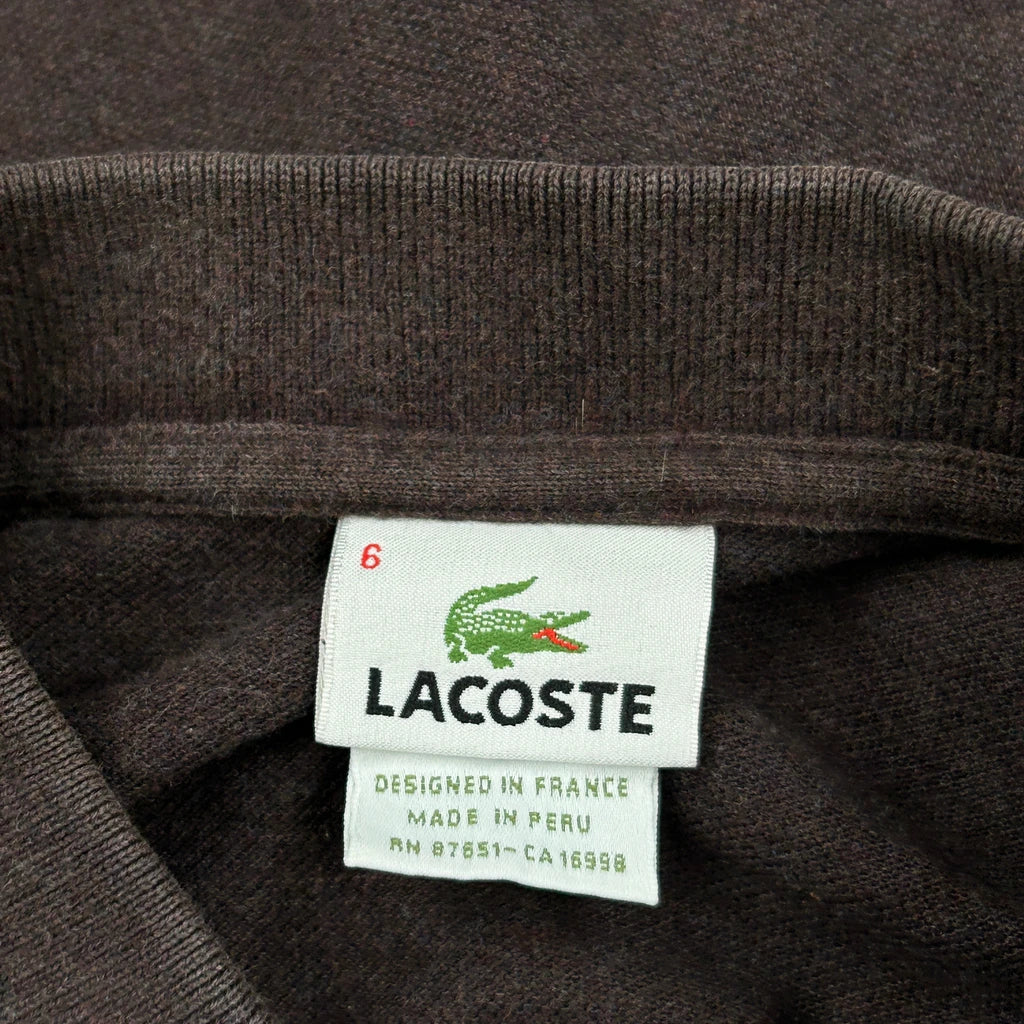 6
LACOSTE
DESIGNED IN FRANCE
MADE IN PERU
RN 87651-CA 16998